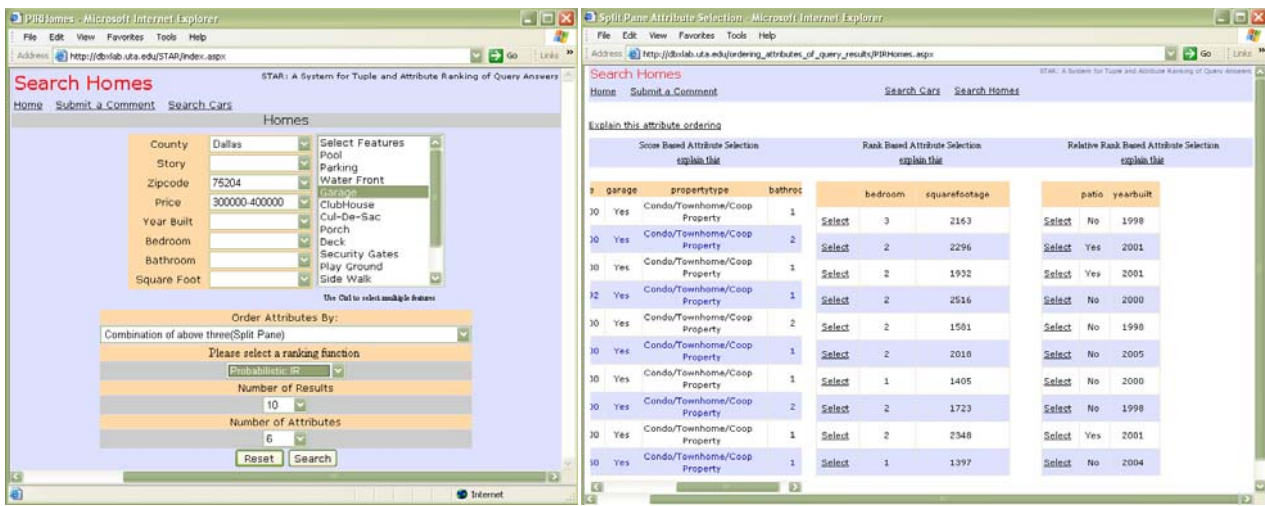 PIRHomes - Microsoft Internet Explorer
File Edit View Favorites Tools Help
Address http://dbxlab.uta.edu/STAR/index.aspx Go Links »
STAR: A System for Tuple and Attribute Ranking of Query Answers
Search Homes
Home Submit a Comment Search Cars
Homes
County Dallas
Story
Zipcode 75204
Price 300000-400000
Year Built
Bedroom
Bathroom
Square Foot
Select Features
Pool
Parking
Water Front
Garage
ClubHouse
Cul-De-Sac
Porch
Deck
Security Gates
Play Ground
Side Walk
Use Ctrl to select multiple features
Order Attributes By:
Combination of above three(Split Pane)
Please select a ranking function
Probabilistic IR
Number of Results
10
Number of Attributes
6
Reset Search
Internet
Split Pane Attribute Selection - Microsoft Internet Explorer
File Edit View Favorites Tools Help
Address http://dbxlab.uta.edu/ordering_attributes_of_query_results/PIRHomes.aspx Go Links »
Search Homes STAR: A System for Tuple and Attribute Ranking of Query Answers
Home Submit a Comment Search Cars Search Homes
Explain this attribute ordering
Score Based Attribute Selection
explain this
garage propertytype bathroo
00 Yes Condo/Townhome/Coop Property 1
00 Yes Condo/Townhome/Coop Property 2
00 Yes Condo/Townhome/Coop Property 1
92 Yes Condo/Townhome/Coop Property 1
00 Yes Condo/Townhome/Coop Property 2
00 Yes Condo/Townhome/Coop Property 1
00 Yes Condo/Townhome/Coop Property 1
00 Yes Condo/Townhome/Coop Property 2
00 Yes Condo/Townhome/Coop Property 1
50 Yes Condo/Townhome/Coop Property 1
Rank Based Attribute Selection
explain this
bedroom squarefootage
Select 3 2163
Select 2 2296
Select 2 1932
Select 2 2516
Select 2 1501
Select 2 2018
Select 1 1405
Select 2 1723
Select 2 2348
Select 1 1397
Relative Rank Based Attribute Selection
explain this
patio yearbuilt
Select No 1998
Select Yes 2001
Select Yes 2001
Select No 2000
Select No 1998
Select No 2005
Select No 2000
Select No 1998
Select Yes 2001
Select No 2004